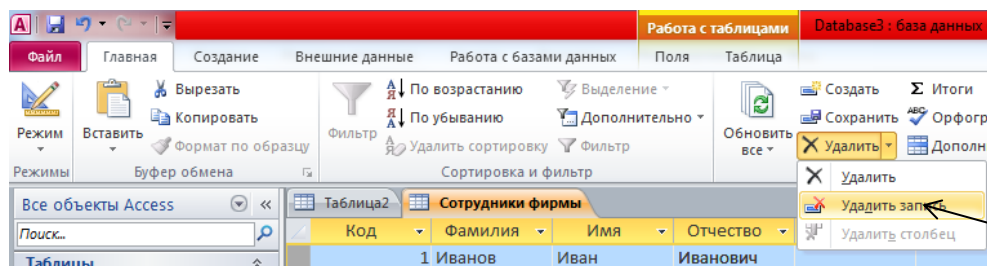 Работа с таблицами Database3 : база данных
Файл Главная Создание Внешние данные Работа с базами данных Поля Таблица
Режим
Вставить
Вырезать
Копировать
Формат по образцу
Фильтр
По возрастанию
По убыванию
Удалить сортировку
Выделение
Дополнительно
Фильтр
Обновить
все
Создать
Сохранить
Удалить
Итоги
Режимы Буфер обмена Сортировка и фильтр
Удалить
Удалить запись
Удалить столбец
Все объекты Access
Поиск...
Таблицы
Таблица2 Сотрудники фирмы
Код Фамилия Имя Отчество
1 Иванов Иван Иванович